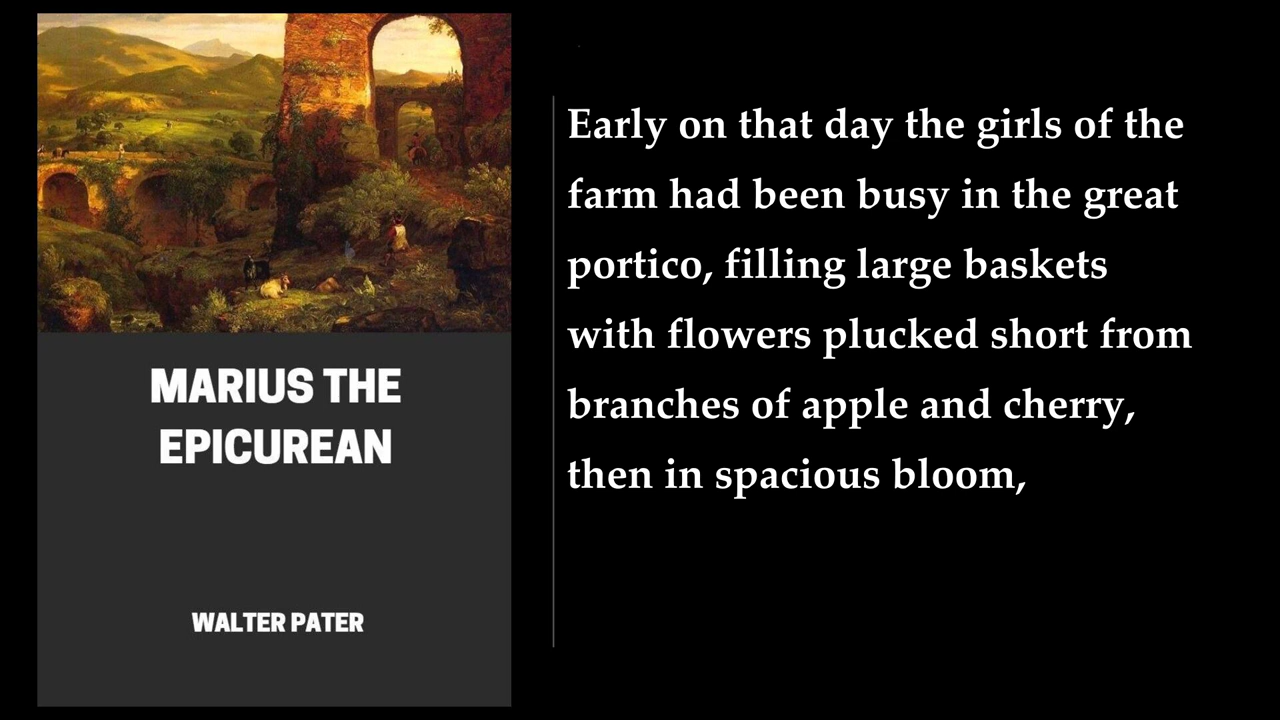 MARIUS THE
EPICUREAN
WALTER PATER
Early on that day the girls of the
farm had been busy in the great
portico, filling large baskets
with flowers plucked short from
branches of apple and cherry,
then in spacious bloom,